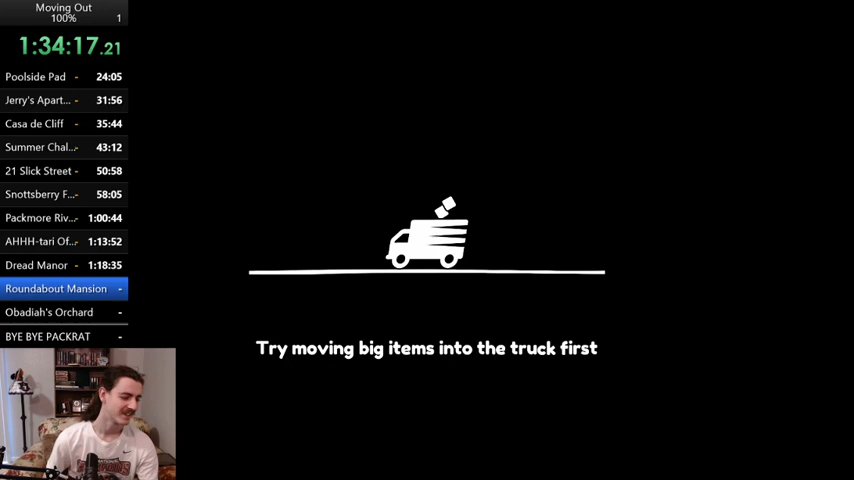 Moving Out
100% 1
1:34:17.21
Poolside Pad - 24:05
Jerry's Apart... - 31:56
Casa de Cliff - 35:44
Summer Chal... - 43:12
21 Slick Street - 50:58
Snottsberry F... - 58:05
Packmore Riv... - 1:00:44
AHHH-tari Of... - 1:13:52
Dread Manor - 1:18:35
Roundabout Mansion -
Obadiah's Orchard -
BYE BYE PACKRAT -
Try moving big items into the truck first